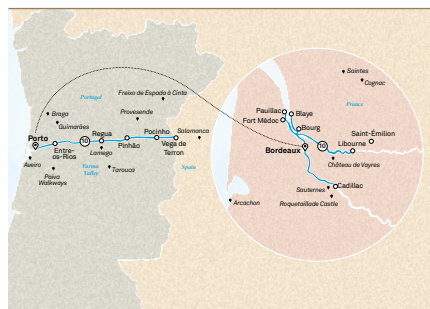 Portugal
Freixo de Espada à Cinta
Braga
Provesende
Guimarães
Porto
Regua
Pocinho
Salamanca
10
Entre-
os-Rios
Lamego
Pinhão
Vega de
Terron
Aveiro
Paiva
Walkways
Tarouca
Spain
Saintes
Cognac
France
Pauillac
Blaye
Fort Médoc
Bourg
Saint-Émilion
Libourne
Bordeaux
10
Château de Vayres
Sauternes
Cadillac
Arcachon
Roquetaillade Castle